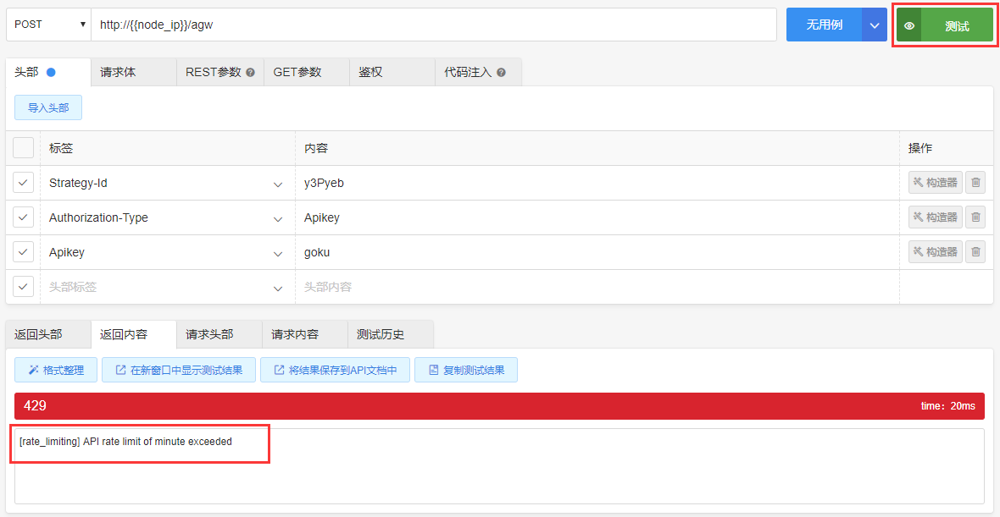 POST http://{{node_ip}}/agw 无用例 测试
头部 请求体 REST参数 GET参数 鉴权 代码注入
导入头部
标签 内容 操作
Strategy-Id y3Pyeb 构造器
Authorization-Type Apikey 构造器
Apikey goku 构造器
头部标签 头部内容
返回头部 返回内容 请求头部 请求内容 测试历史
格式整理 在新窗口中显示测试结果 将结果保存到API文档中 复制测试结果
429 time：20ms
[rate_limiting] API rate limit of minute exceeded